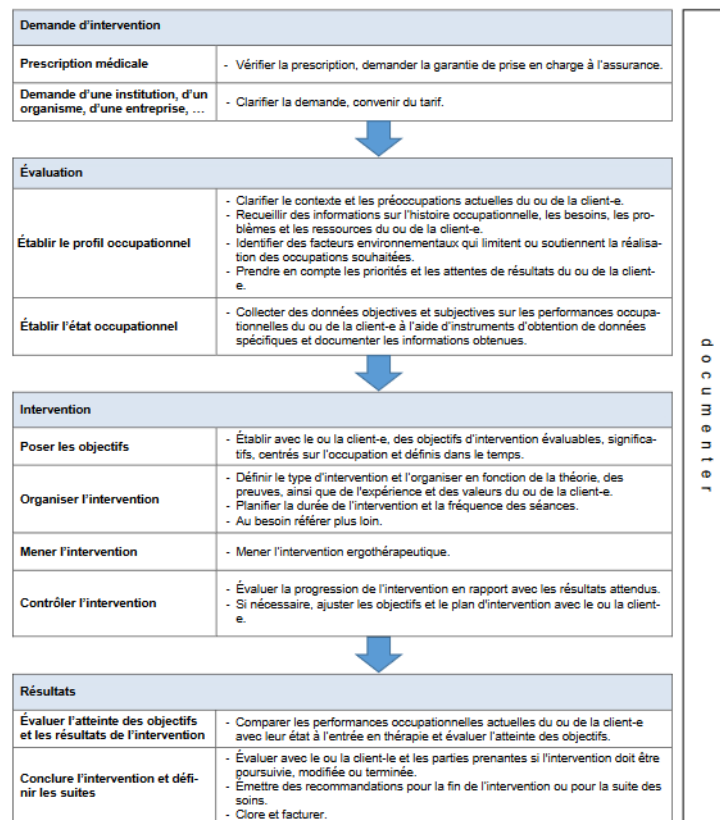 Demande d'intervention
Prescription médicale
- Vérifier la prescription, demander la garantie de prise en charge à l'assurance.
Demande d'une institution, d'un
organisme, d'une entreprise, …
- Clarifier la demande, convenir du tarif.
Évaluation
Établir le profil occupationnel
- Clarifier le contexte et les préoccupations actuelles du ou de la client-e.
- Recueillir des informations sur l'histoire occupationnelle, les besoins, les pro-
blèmes et les ressources du ou de la client-e.
- Identifier des facteurs environnementaux qui limitent ou soutiennent la réalisa-
tion des occupations souhaitées.
- Prendre en compte les priorités et les attentes de résultats du ou de la client-
e.
Établir l'état occupationnel
- Collecter des données objectives et subjectives sur les performances occupa-
tionnelles du ou de la client-e à l'aide d'instruments d'obtention de données
spécifiques et documenter les informations obtenues.
Intervention
Poser les objectifs
- Établir avec le ou la client-e, des objectifs d'intervention évaluables, significa-
tifs, centrés sur l'occupation et définis dans le temps.
Organiser l'intervention
- Définir le type d'intervention et l'organiser en fonction de la théorie, des
preuves, ainsi que de l'expérience et des valeurs du ou de la client-e.
- Planifier la durée de l'intervention et la fréquence des séances.
- Au besoin référer plus loin.
Mener l'intervention
- Mener l'intervention ergothérapeutique.
Contrôler l'intervention
- Évaluer la progression de l'intervention en rapport avec les résultats attendus.
- Si nécessaire, ajuster les objectifs et le plan d'intervention avec le ou la client-
e.
Résultats
Évaluer l'atteinte des objectifs
et les résultats de l'intervention
- Comparer les performances occupationnelles actuelles du ou de la client-e
avec leur état à l'entrée en thérapie et évaluer l'atteinte des objectifs.
Conclure l'intervention et défi-
nir les suites
- Évaluer avec le ou la client-le et les parties prenantes si l'intervention doit être
poursuivie, modifiée ou terminée.
- Émettre des recommandations pour la fin de l'intervention ou pour la suite des
soins.
- Clore et facturer.
documenter